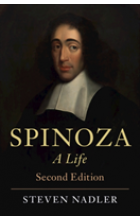 SPINOZA
A Life
Second Edition
STEVEN NADLER